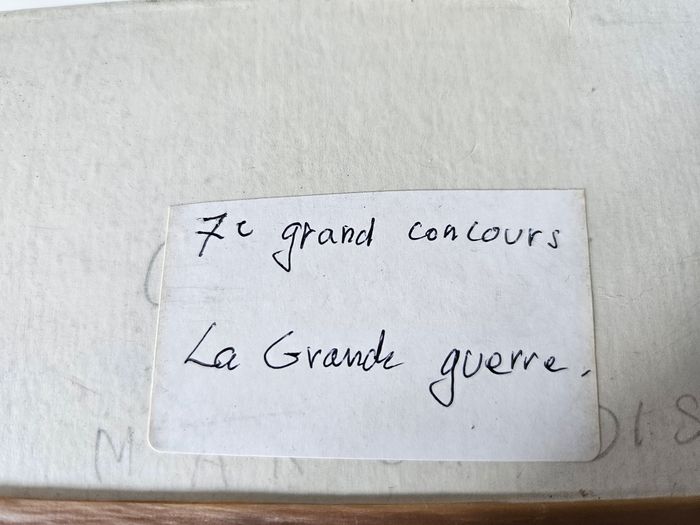 7e grand concours
La Grande guerre.